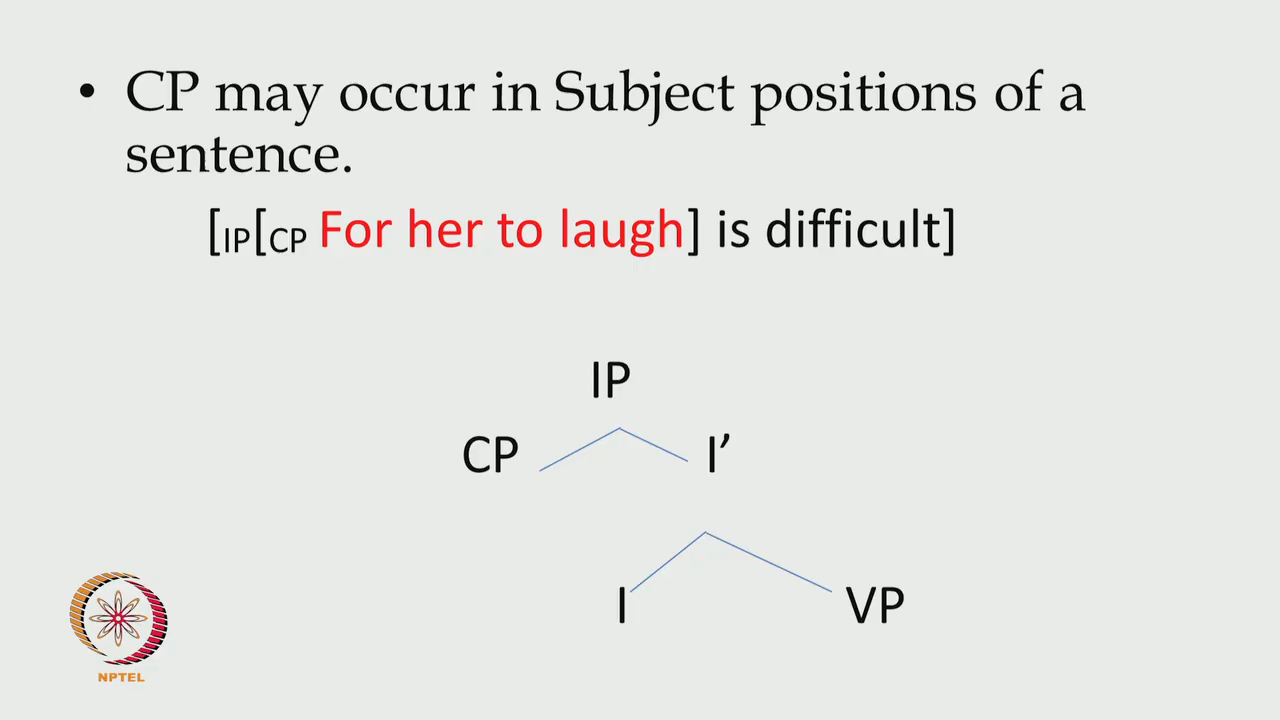 • CP may occur in Subject positions of a
sentence.
[IP[CP For her to laugh] is difficult]
IP
CP I’
I VP
NPTEL